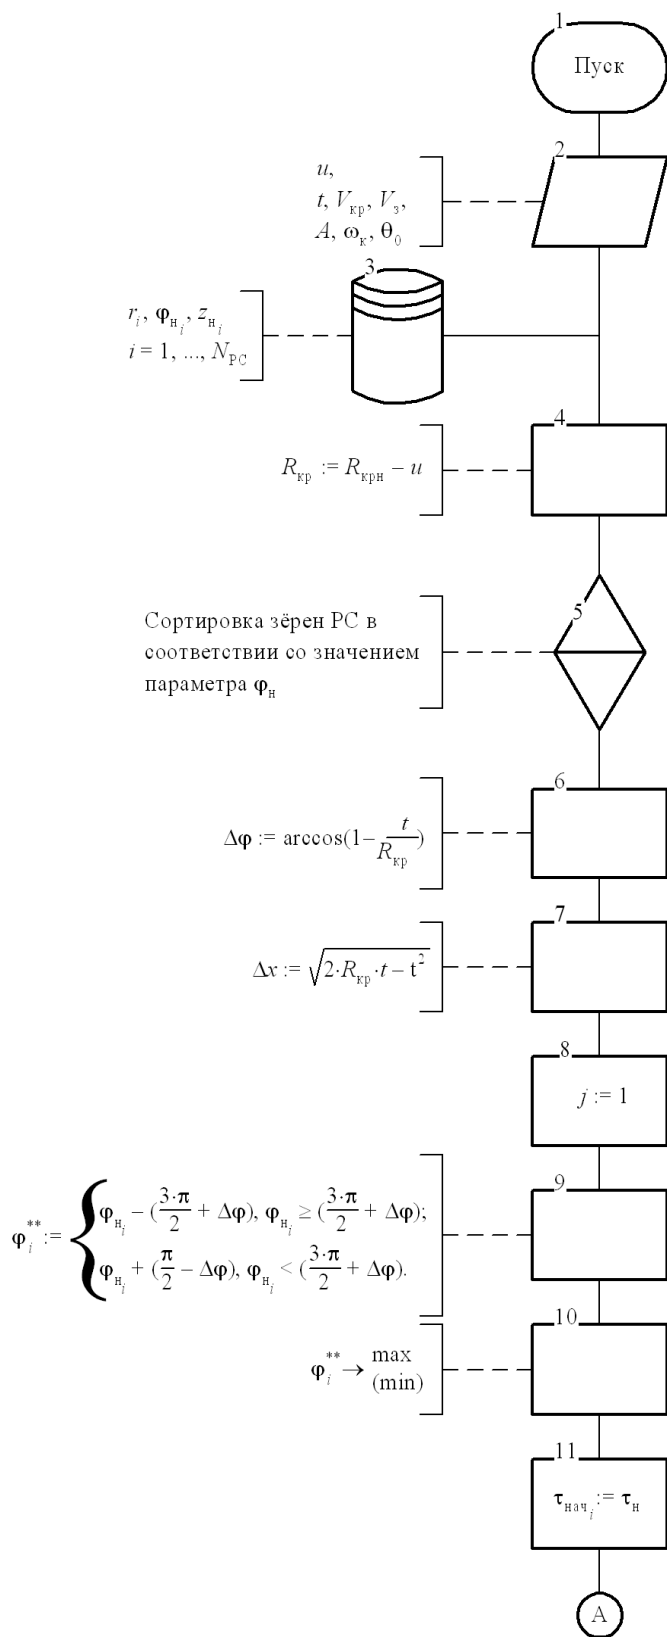 1
Пуск
2
u,
t, Vкр, Vз,
A, ωк, θ0
3
ri, φнi, zнi
i = 1, ..., NРС
4
Rкр := Rкрн – u
5
Сортировка зёрен РС в
соответствии со значением
параметра φн
6
Δφ := arccos(1– t/Rкр)
7
Δx := √(2·Rкр·t – t²)
8
j := 1
9
φi** := { φнi – (3·π/2 + Δφ), φнi ≥ (3·π/2 + Δφ);
φнi + (π/2 – Δφ), φнi < (3·π/2 + Δφ).
10
φi** → max
(min)
11
τначi := τн
А